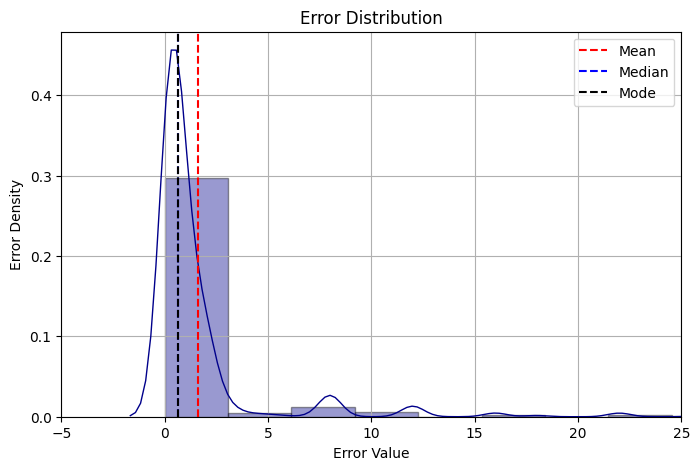 Error Distribution
Mean
Median
Mode
Error Density
0.4
0.3
0.2
0.1
0.0
-5 0 5 10 15 20 25
Error Value